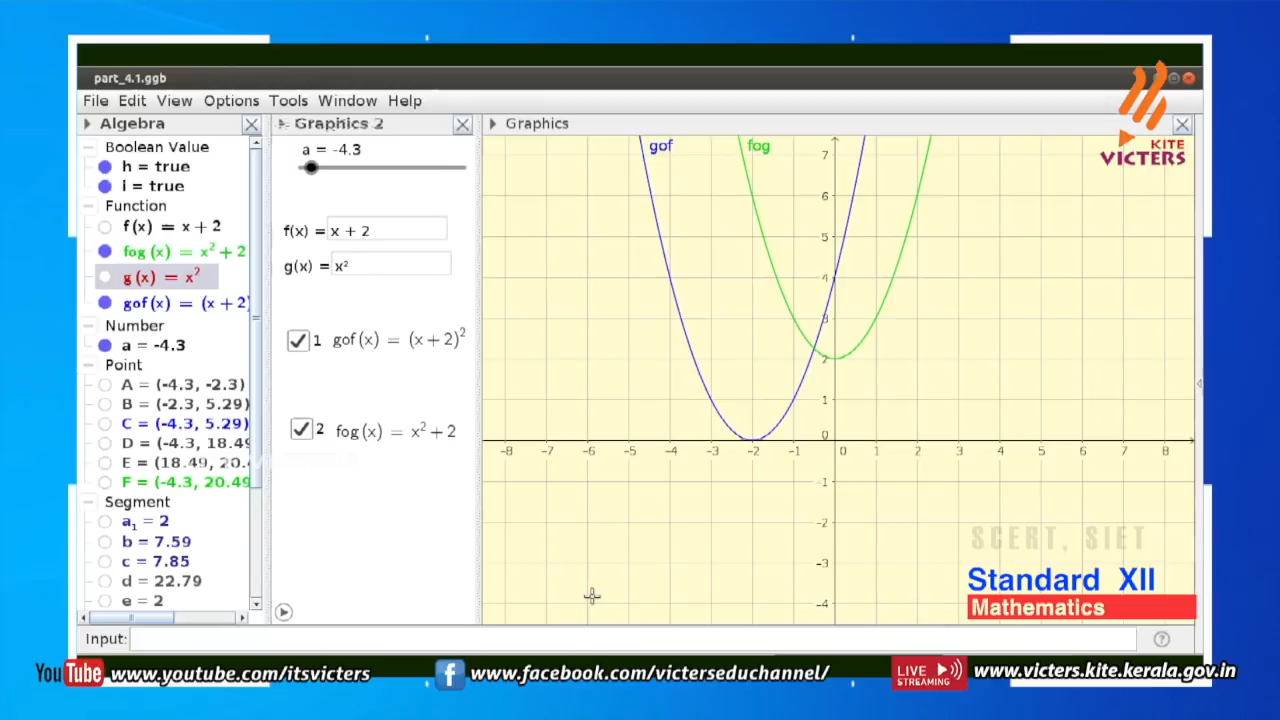 part_4.1.ggb
File Edit View Options Tools Window Help
Algebra
Boolean Value
h = true
i = true
Function
f(x) = x + 2
fog (x) = x² + 2
g (x) = x²
gof (x) = (x + 2)
Number
a = -4.3
Point
A = (-4.3, -2.3)
B = (-2.3, 5.29)
C = (-4.3, 5.29)
D = (-4.3, 18.49
E = (18.49, 20.4
F = (-4.3, 20.49
Segment
a₁ = 2
b = 7.59
c = 7.85
d = 22.79
e = 2
Graphics 2
a = -4.3
f(x) = x + 2
g(x) = x²
1 gof (x) = (x + 2)²
2 fog (x) = x² + 2
Graphics
gof fog
7
6
5
4
3
2
1
0
-8 -7 -6 -5 -4 -3 -2 -1 0 1 2 3 4 5 6 7 8
-1
-2
-3
-4
KITE
VICTERS
SCERT, SIET
Standard XII
Mathematics
Input:
YouTube www.youtube.com/itsvicters
f www.facebook.com/victerseduchannel/
LIVE STREAMING www.victers.kite.kerala.gov.in